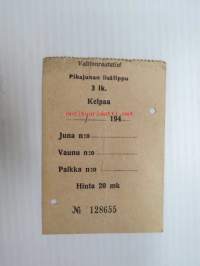 Valtionrautatiet
Pikajunan lisälippu
3 lk.
Kelpaa
/ 194
Juna n:o
Vaunu n:o
Paikka n:o
Hinta 20 mk
№ 128655